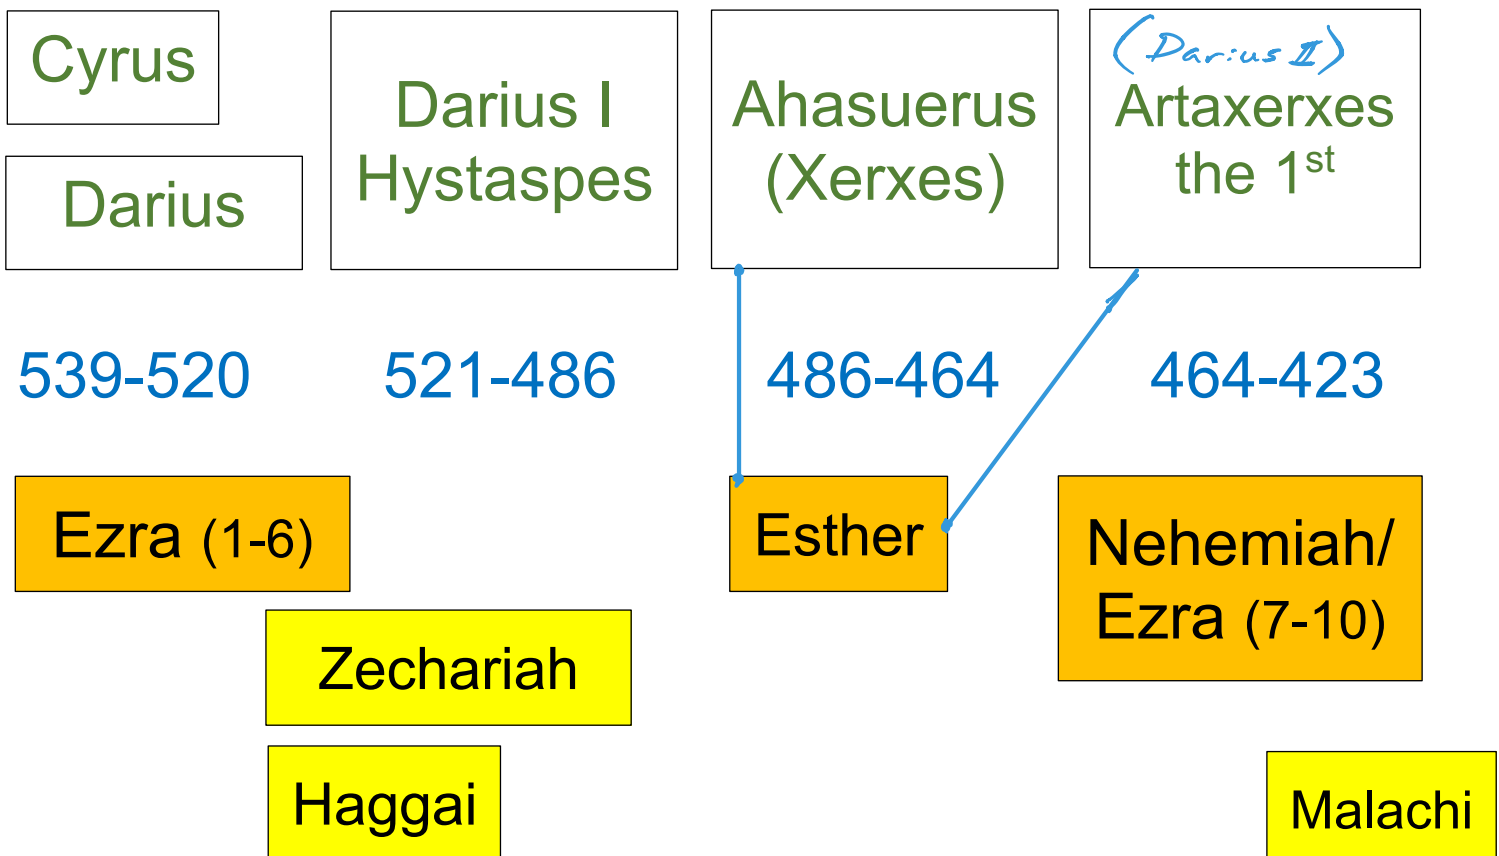 Cyrus
Darius
Darius I
Hystaspes
Ahasuerus
(Xerxes)
(Darius II)
Artaxerxes
the 1st
539-520
521-486
486-464
464-423
Ezra (1-6)
Esther
Nehemiah/
Ezra (7-10)
Zechariah
Haggai
Malachi